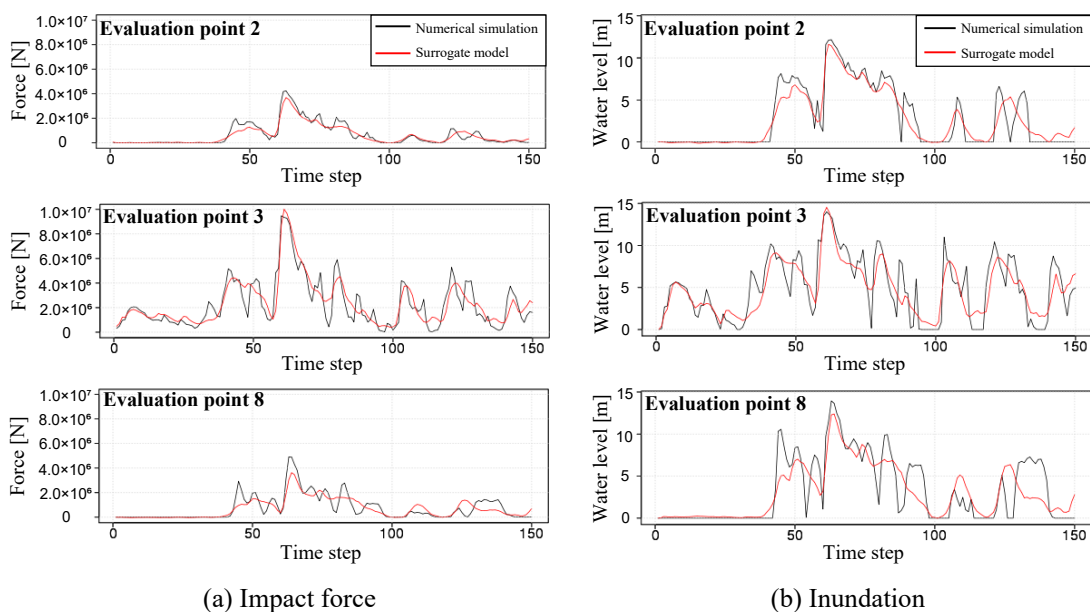 Evaluation point 2
Numerical simulation
Surrogate model
Force [N]
1.0×10⁷
8.0×10⁶
6.0×10⁶
4.0×10⁶
2.0×10⁶
0
0 50 100 150
Time step
Evaluation point 3
Force [N]
1.0×10⁷
8.0×10⁶
6.0×10⁶
4.0×10⁶
2.0×10⁶
0
0 50 100 150
Time step
Evaluation point 8
Force [N]
1.0×10⁷
8.0×10⁶
6.0×10⁶
4.0×10⁶
2.0×10⁶
0
0 50 100 150
Time step
(a) Impact force
Evaluation point 2
Numerical simulation
Surrogate model
Water level [m]
15
10
5
0
0 50 100 150
Time step
Evaluation point 3
Water level [m]
15
10
5
0
0 50 100 150
Time step
Evaluation point 8
Water level [m]
15
10
5
0
0 50 100 150
Time step
(b) Inundation